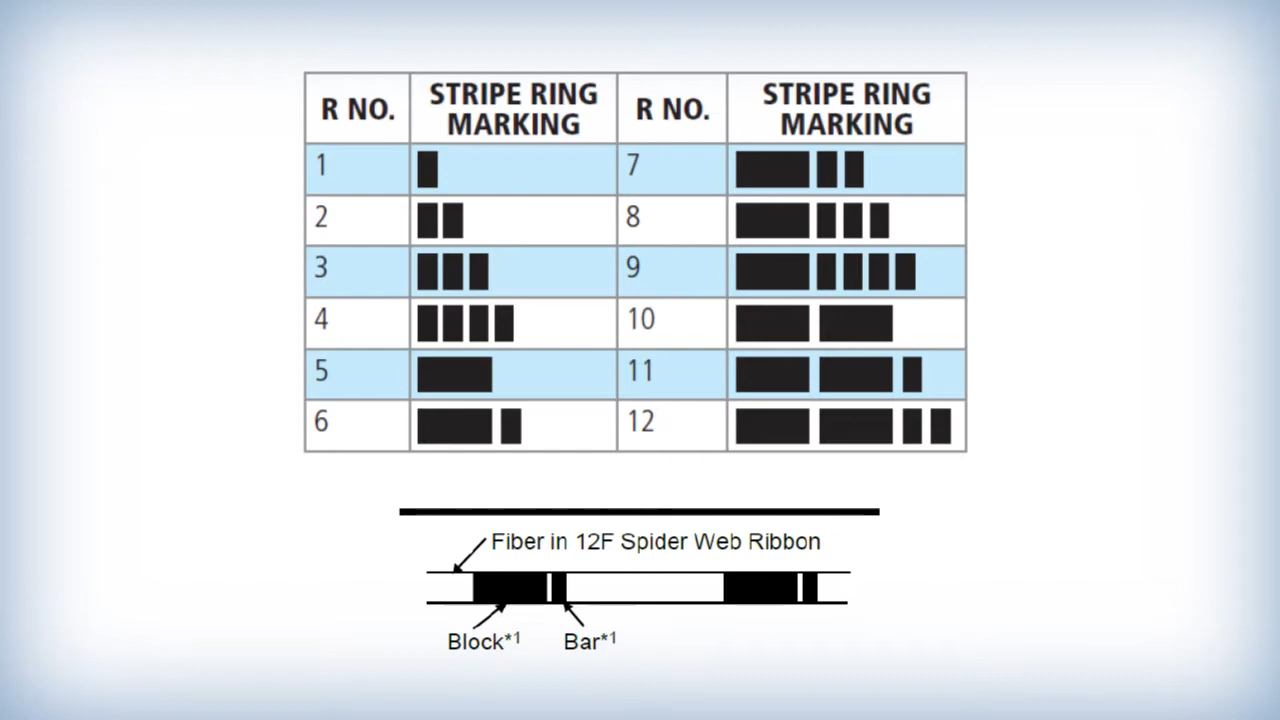 R NO.
STRIPE RING
MARKING
R NO.
STRIPE RING
MARKING
1
7
2
8
3
9
4
10
5
11
6
12
Fiber in 12F Spider Web Ribbon
Block*1
Bar*1